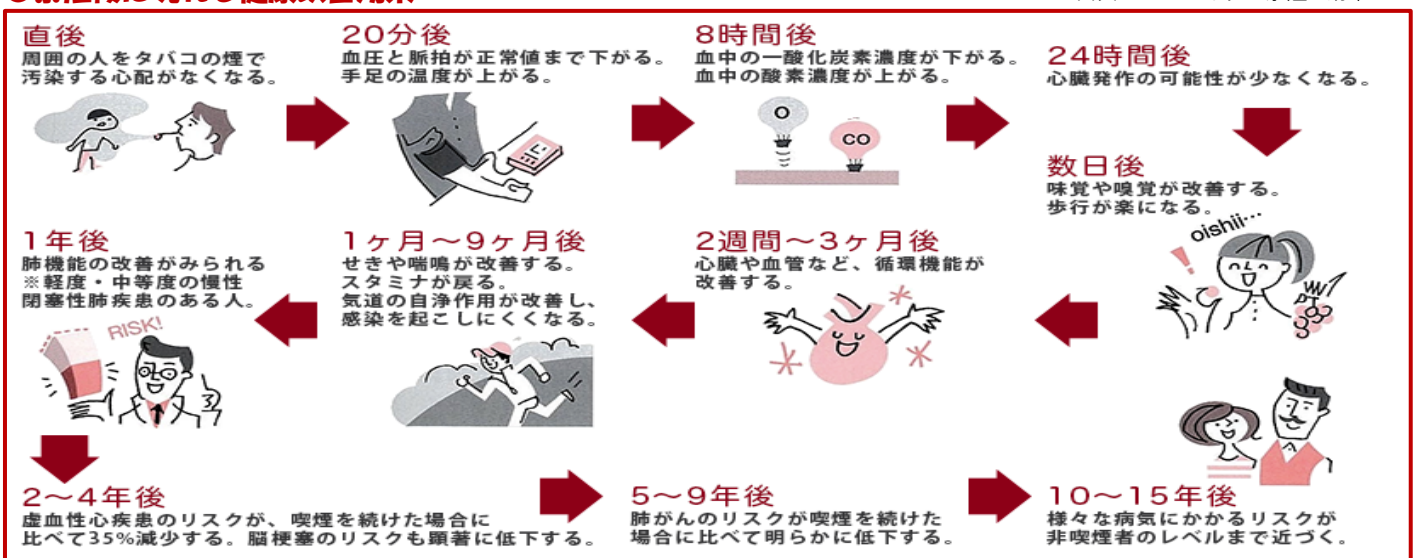 直後
周囲の人をタバコの煙で
汚染する心配がなくなる。
20分後
血圧と脈拍が正常値まで下がる。
手足の温度が上がる。
8時間後
血中の一酸化炭素濃度が下がる。
血中の酸素濃度が上がる。
O
CO
24時間後
心臓発作の可能性が少なくなる。
数日後
味覚や嗅覚が改善する。
歩行が楽になる。
oishii…
2週間～3ヶ月後
心臓や血管など、循環機能が
改善する。
1ヶ月～9ヶ月後
せきや喘鳴が改善する。
スタミナが戻る。
気道の自浄作用が改善し、
感染を起こしにくくなる。
1年後
肺機能の改善がみられる
※軽度・中等度の慢性
閉塞性肺疾患のある人。
RISK!
2～4年後
虚血性心疾患のリスクが、喫煙を続けた場合に
比べて35%減少する。脳梗塞のリスクも顕著に低下する。
5～9年後
肺がんのリスクが喫煙を続けた
場合に比べて明らかに低下する。
10～15年後
様々な病気にかかるリスクが
非喫煙者のレベルまで近づく。